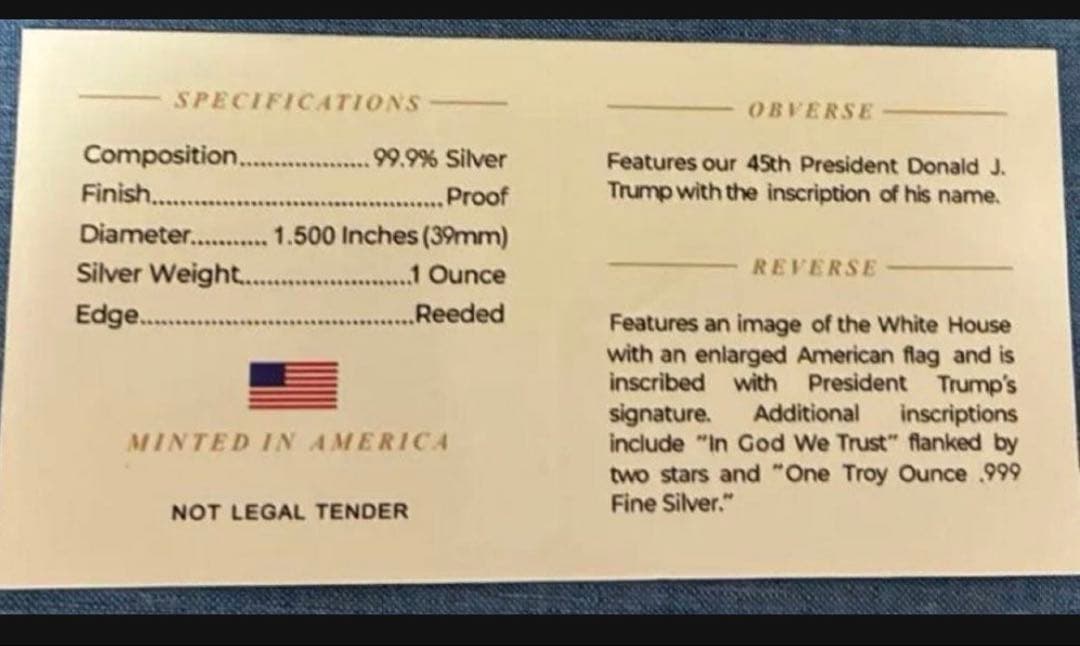 SPECIFICATIONS
Composition...................99.9% Silver
Finish..........................................Proof
Diameter........... 1.500 Inches (39mm)
Silver Weight........................1 Ounce
Edge.......................................Reeded
MINTED IN AMERICA
NOT LEGAL TENDER
OBVERSE
Features our 45th President Donald J.
Trump with the inscription of his name.
REVERSE
Features an image of the White House
with an enlarged American flag and is
inscribed with President Trump's
signature. Additional inscriptions
include "In God We Trust" flanked by
two stars and "One Troy Ounce .999
Fine Silver."